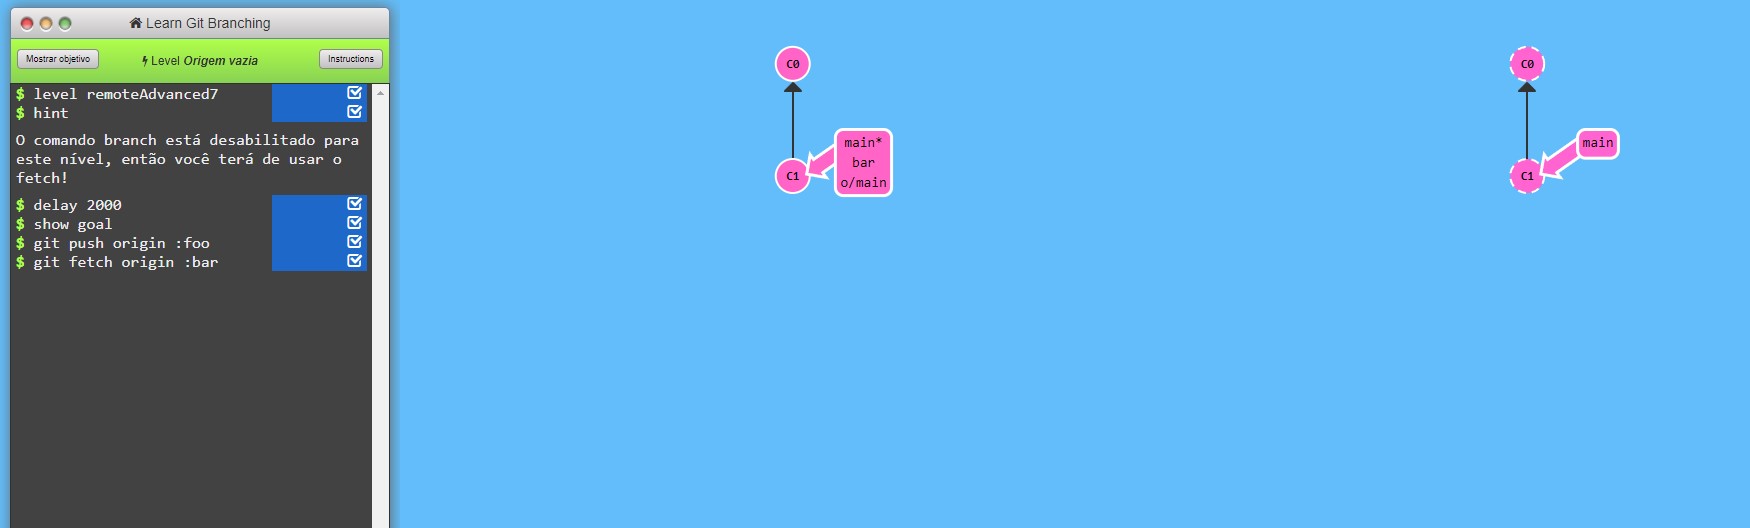 Learn Git Branching
Mostrar objetivo
Level Origem vazia
Instructions
$ level remoteAdvanced7
$ hint
O comando branch está desabilitado para
este nível, então você terá de usar o
fetch!
$ delay 2000
$ show goal
$ git push origin :foo
$ git fetch origin :bar
C0
main*
bar
o/main
C1
C0
main
C1